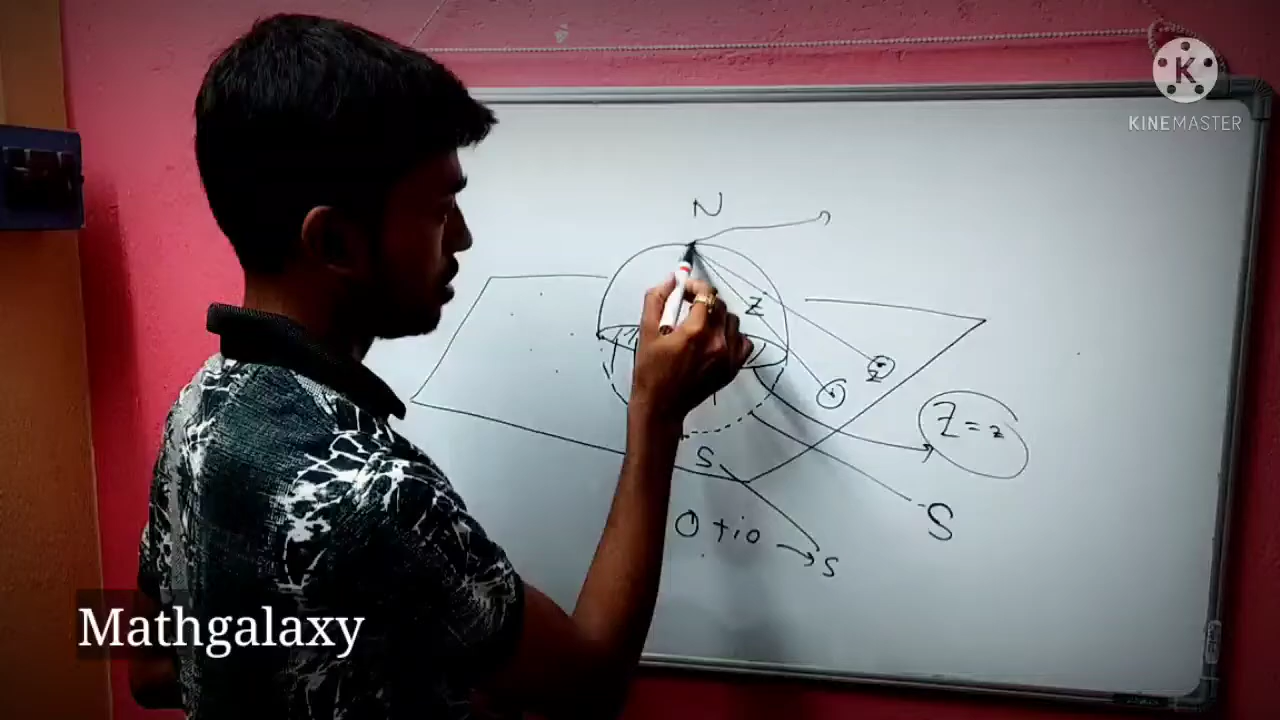 K
KINEMASTER
N
Z
z
Z = z
S
S
0 + i0 → S
Mathgalaxy